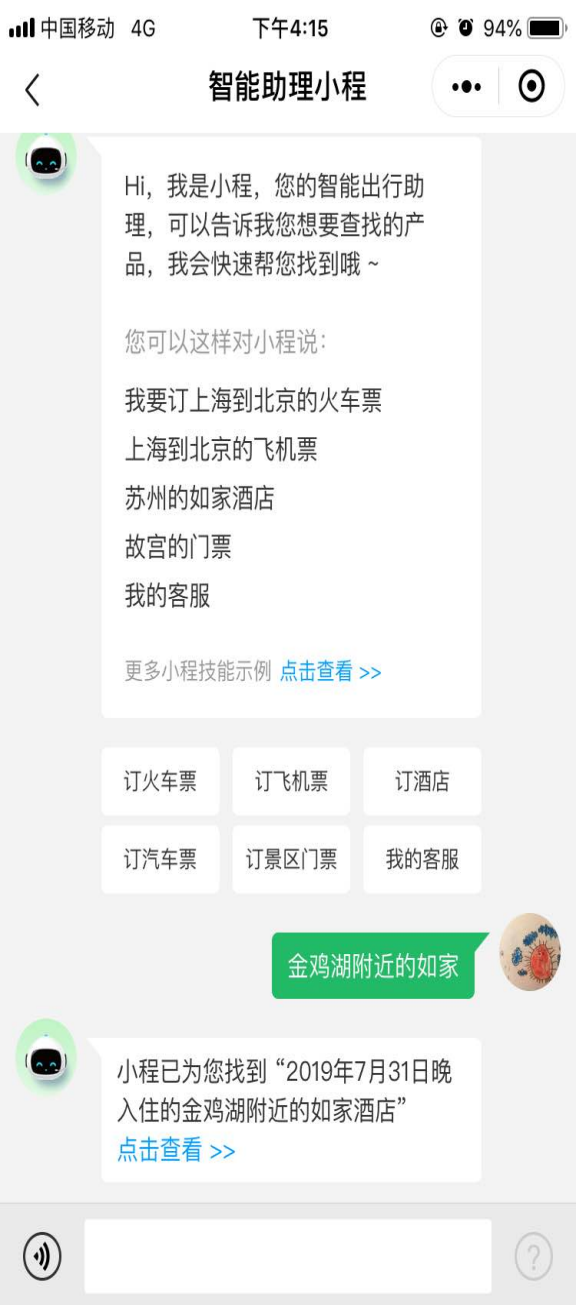 中国移动 4G 下午4:15 94%
智能助理小程
Hi，我是小程，您的智能出行助
理，可以告诉我您想要查找的产
品，我会快速帮您找到哦 ~
您可以这样对小程说：
我要订上海到北京的火车票
上海到北京的飞机票
苏州的如家酒店
故宫的门票
我的客服
更多小程技能示例 点击查看 >>
订火车票 订飞机票 订酒店
订汽车票 订景区门票 我的客服
金鸡湖附近的如家
小程已为您找到 “2019年7月31日晚
入住的金鸡湖附近的如家酒店”
点击查看 >>
?